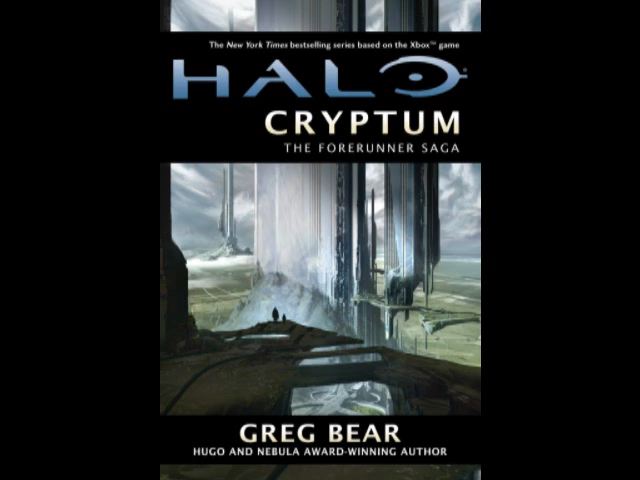 The New York Times bestselling series based on the Xbox™ game
HALO®
CRYPTUM
THE FORERUNNER SAGA
GREG BEAR
HUGO AND NEBULA AWARD-WINNING AUTHOR